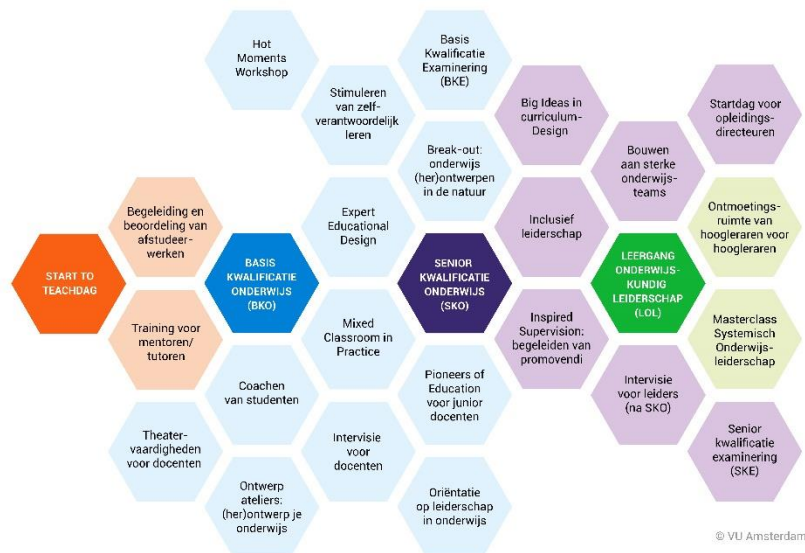 Hot
Moments
Workshop
Basis
Kwalificatie
Examinering
(BKE)
Stimuleren
van zelf-
verantwoordelijk
leren
Big Ideas in
curriculum-
Design
Startdag voor
opleidings-
directeuren
Break-out:
onderwijs
(her)ontwerpen
in de natuur
Bouwen
aan sterke
onderwijs-
teams
Begeleiding en
beoordeling van
afstudeer-
werken
Expert
Educational
Design
Inclusief
leiderschap
Ontmoetings-
ruimte van
hoogleraren voor
hoogleraren
START TO
TEACHDAG
BASIS
KWALIFICATIE
ONDERWIJS
(BKO)
SENIOR
KWALIFICATIE
ONDERWIJS
(SKO)
LEERGANG
ONDERWIJS-
KUNDIG
LEIDERSCHAP
(LOL)
Training voor
mentoren/
tutoren
Mixed
Classroom in
Practice
Inspired
Supervision:
begeleiden van
promovendi
Masterclass
Systemisch
Onderwijs-
leiderschap
Coachen
van studenten
Pioneers of
Education
voor junior
docenten
Intervisie
voor leiders
(na SKO)
Theater-
vaardigheden
voor docenten
Intervisie
voor
docenten
Senior
kwalificatie
examinering
(SKE)
Ontwerp
ateliers:
(her)ontwerp je
onderwijs
Oriëntatie
op leiderschap
in onderwijs
© VU Amsterdam